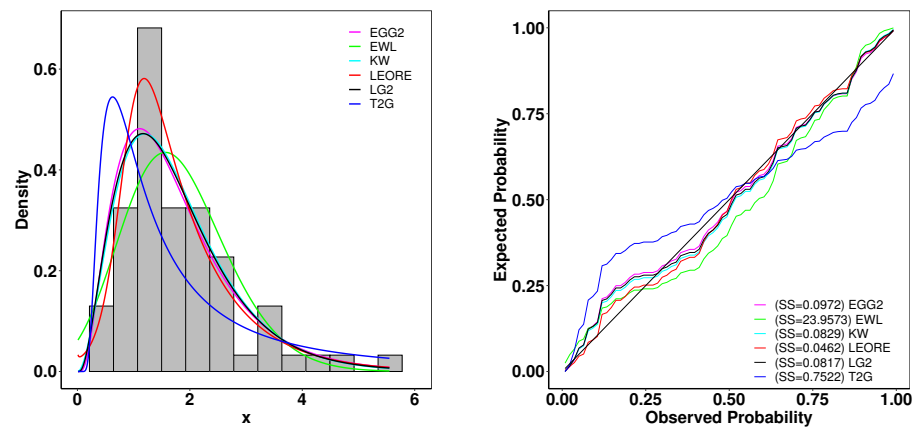 EGG2
EWL
KW
LEORE
LG2
T2G
0.6
0.4
0.2
0.0
Density
0
2
4
6
x
1.00
0.75
0.50
0.25
0.00
Expected Probability
(SS=0.0972) EGG2
(SS=23.9573) EWL
(SS=0.0829) KW
(SS=0.0462) LEORE
(SS=0.0817) LG2
(SS=0.7522) T2G
0.00
0.25
0.50
0.75
1.00
Observed Probability